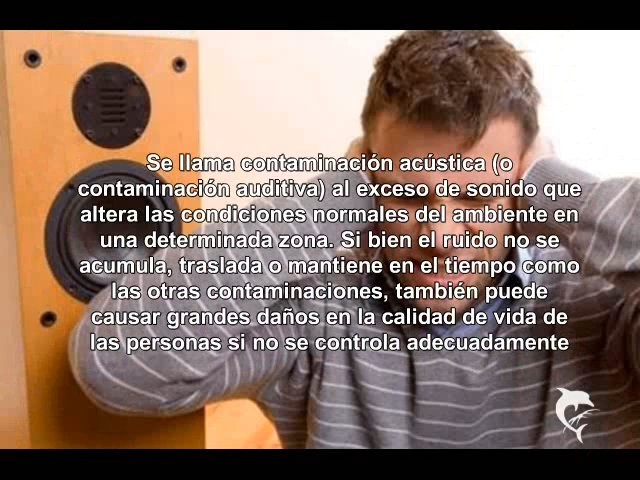 Se llama contaminación acústica (o
contaminación auditiva) al exceso de sonido que
altera las condiciones normales del ambiente en
una determinada zona. Si bien el ruido no se
acumula, traslada o mantiene en el tiempo como
las otras contaminaciones, también puede
causar grandes daños en la calidad de vida de
las personas si no se controla adecuadamente